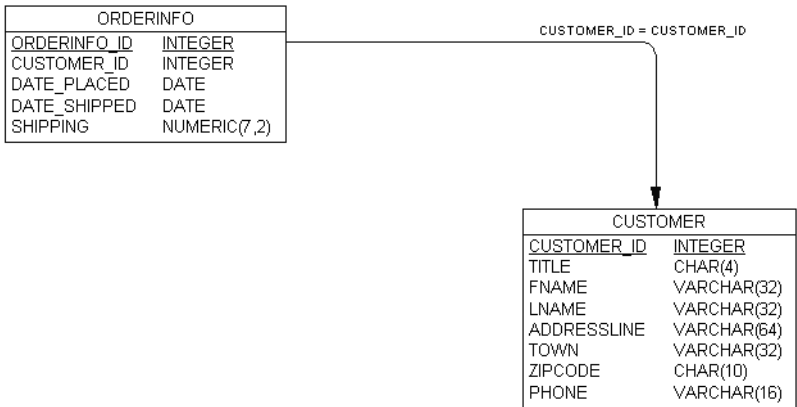 ORDERINFO
ORDERINFO_ID INTEGER
CUSTOMER_ID INTEGER
DATE_PLACED DATE
DATE_SHIPPED DATE
SHIPPING NUMERIC(7,2)
CUSTOMER_ID = CUSTOMER_ID
CUSTOMER
CUSTOMER_ID INTEGER
TITLE CHAR(4)
FNAME VARCHAR(32)
LNAME VARCHAR(32)
ADDRESSLINE VARCHAR(64)
TOWN VARCHAR(32)
ZIPCODE CHAR(10)
PHONE VARCHAR(16)